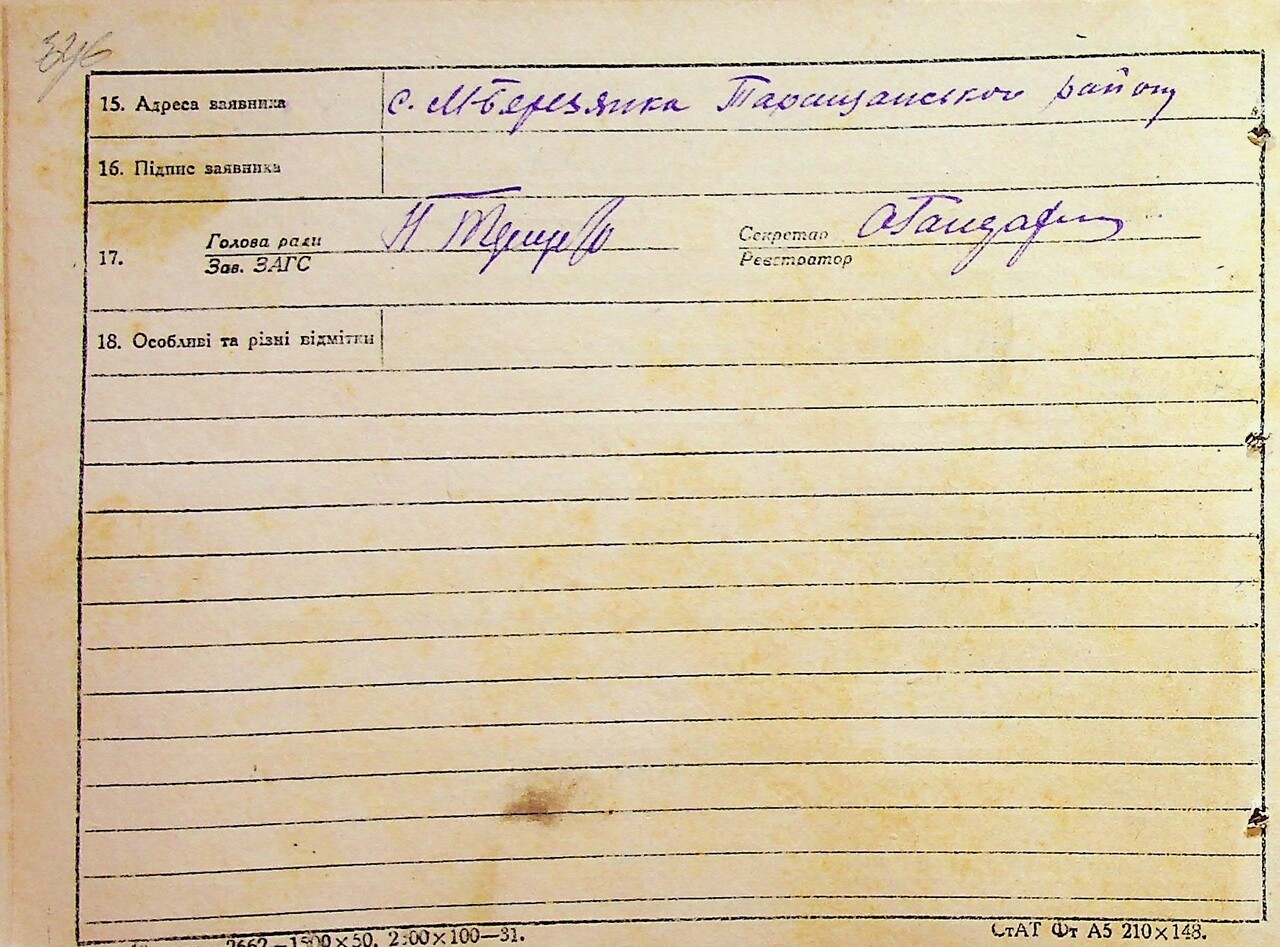 346
15. Адреса заявника с. М-Березянка Таращанського району
16. Підпис заявника
17. Голова ради Секретар
Зав. ЗАГС Реєстратор
18. Особливі та різні відмітки
2662—1500×50. 2500×100—31. СтАТ Фт А5 210×148.